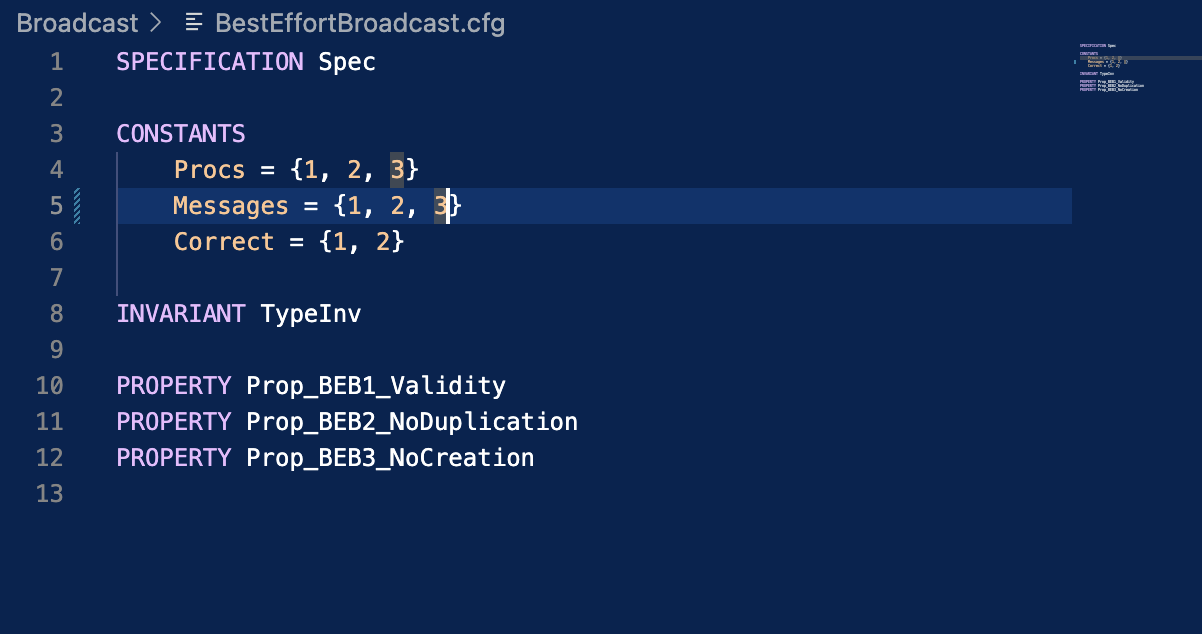 Broadcast > BestEffortBroadcast.cfg
1 SPECIFICATION Spec
2
3 CONSTANTS
4 Procs = {1, 2, 3}
5 Messages = {1, 2, 3}
6 Correct = {1, 2}
7
8 INVARIANT TypeInv
9
10 PROPERTY Prop_BEB1_Validity
11 PROPERTY Prop_BEB2_NoDuplication
12 PROPERTY Prop_BEB3_NoCreation
13